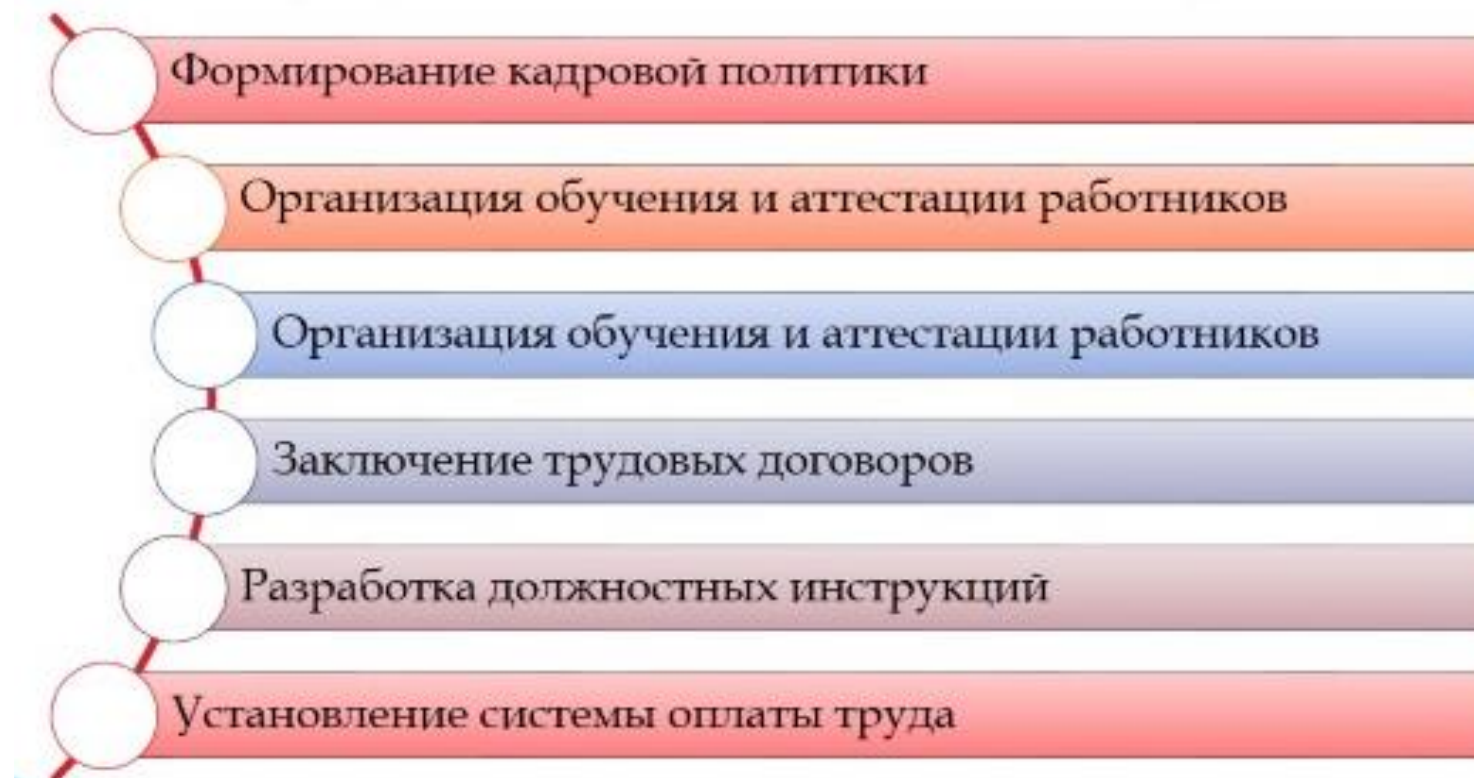 Формирование кадровой политики
Организация обучения и аттестации работников
Организация обучения и аттестации работников
Заключение трудовых договоров
Разработка должностных инструкций
Установление системы оплаты труда